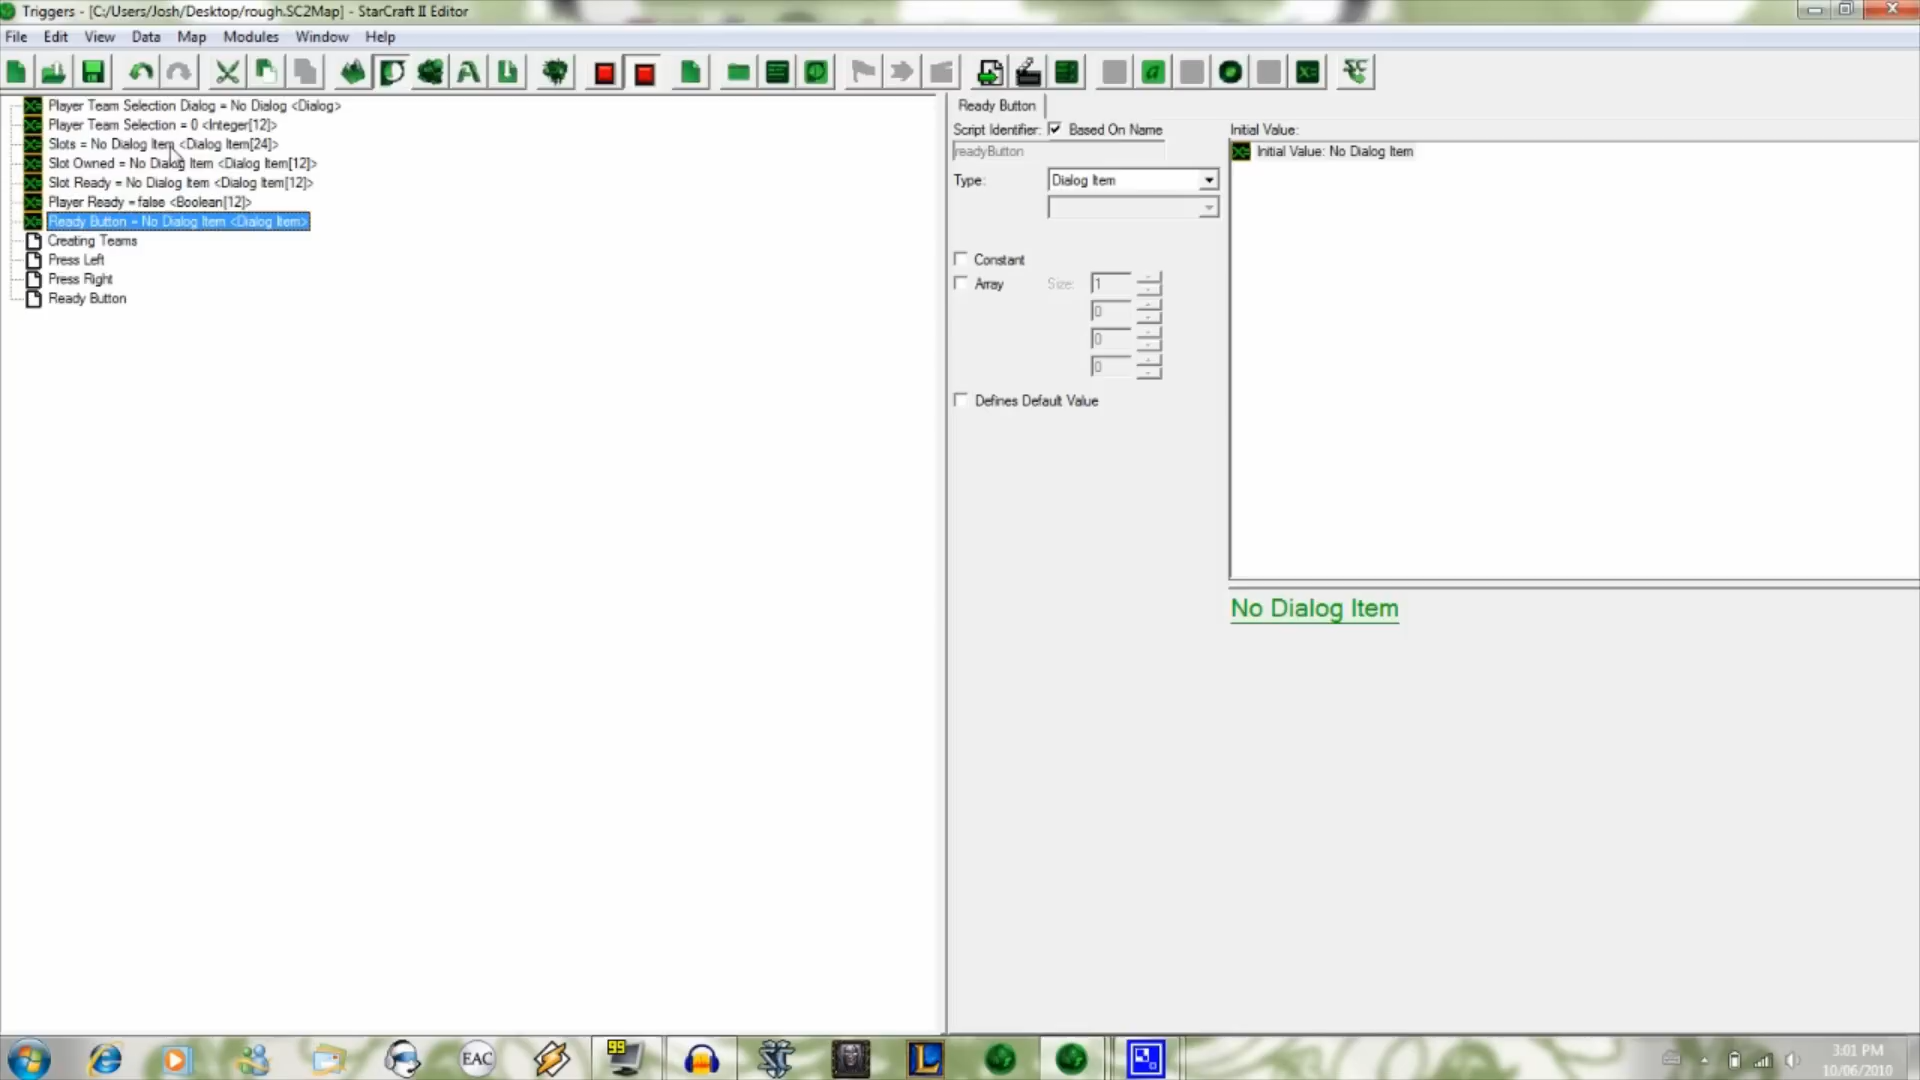 Triggers - [C:/Users/Josh/Desktop/rough.SC2Map] - StarCraft II Editor
File Edit View Data Map Modules Window Help
Player Team Selection Dialog = No Dialog <Dialog>
Player Team Selection = 0 <Integer[12]>
Slots = No Dialog Item <Dialog Item[24]>
Slot Owned = No Dialog Item <Dialog Item[12]>
Slot Ready = No Dialog Item <Dialog Item[12]>
Player Ready = false <Boolean[12]>
Ready Button = No Dialog Item <Dialog Item>
Creating Teams
Press Left
Press Right
Ready Button
Ready Button
Script Identifier: Based On Name
readyButton
Type: Dialog Item
Constant
Array Size: 1
0
0
0
Defines Default Value
Initial Value:
Initial Value: No Dialog Item
No Dialog Item
EAC
99
L
3:01 PM
10/06/2010